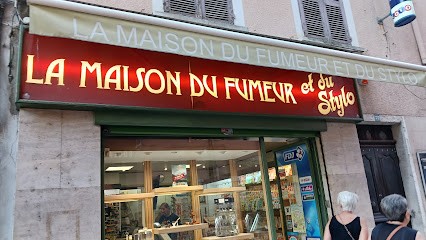 LA MAISON DU FUMEUR ET DU STYLO
LA MAISON DU FUMEUR et du
Stylo
FDJ